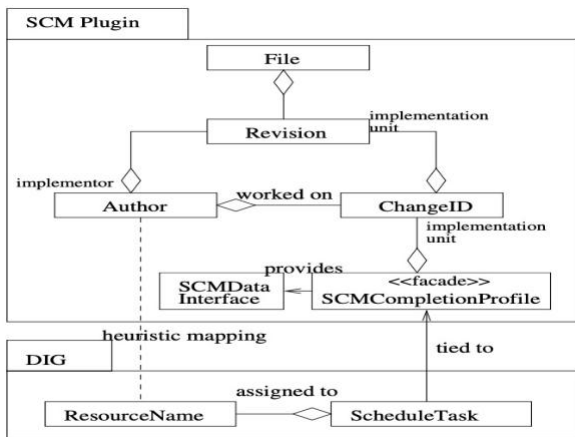 SCM Plugin
File
implementation
unit
Revision
implementor
Author
worked on
ChangeID
implementation
unit
provides
SCMData
Interface
<<facade>>
SCMCompletionProfile
heuristic mapping
tied to
DIG
assigned to
ResourceName
ScheduleTask